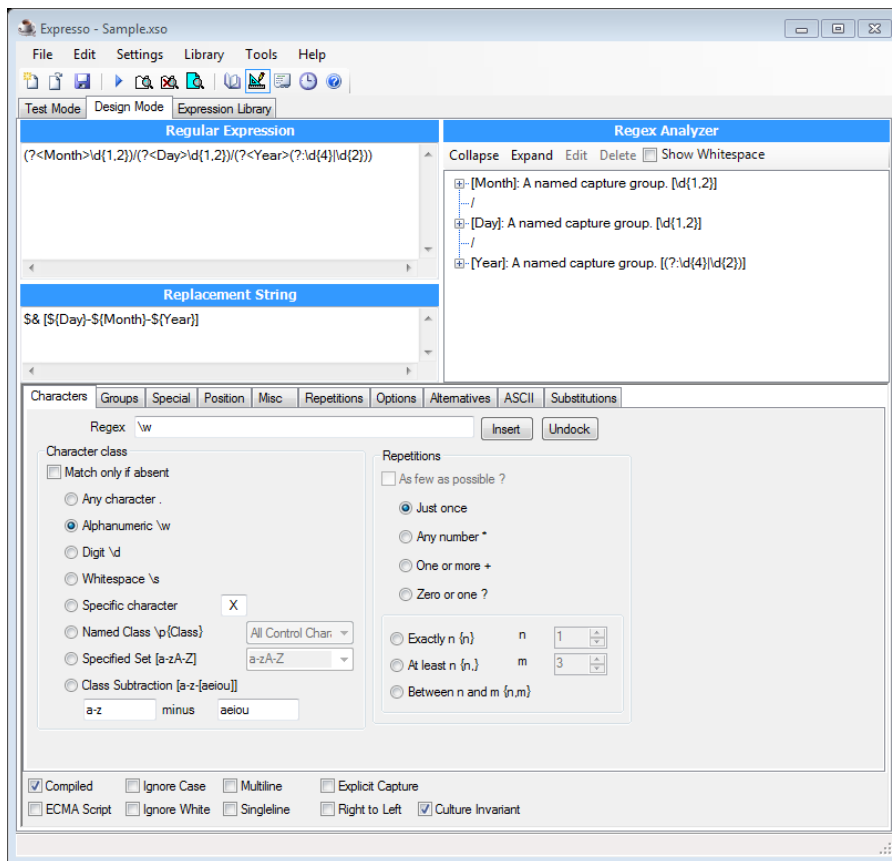 Expresso - Sample.xso
File Edit Settings Library Tools Help
Test Mode Design Mode Expression Library
Regular Expression
(?<Month>\d{1,2})/(?<Day>\d{1,2})/(?<Year>(?:\d{4}|\d{2}))
Replacement String
$& [${Day}-${Month}-${Year}]
Regex Analyzer
Collapse Expand Edit Delete Show Whitespace
[Month]: A named capture group. [\d{1,2}]
/
[Day]: A named capture group. [\d{1,2}]
/
[Year]: A named capture group. [(?:\d{4}|\d{2})]
Characters Groups Special Position Misc Repetitions Options Alternatives ASCII Substitutions
Regex \w Insert Undock
Character class
Match only if absent
Any character .
Alphanumeric \w
Digit \d
Whitespace \s
Specific character X
Named Class \p{Class} All Control Char
Specified Set [a-zA-Z] a-zA-Z
Class Subtraction [a-z-[aeiou]]
a-z minus aeiou
Repetitions
As few as possible ?
Just once
Any number *
One or more +
Zero or one ?
Exactly n {n} n 1
At least n {n,} m 3
Between n and m {n,m}
Compiled Ignore Case Multiline Explicit Capture
ECMA Script Ignore White Singleline Right to Left Culture Invariant